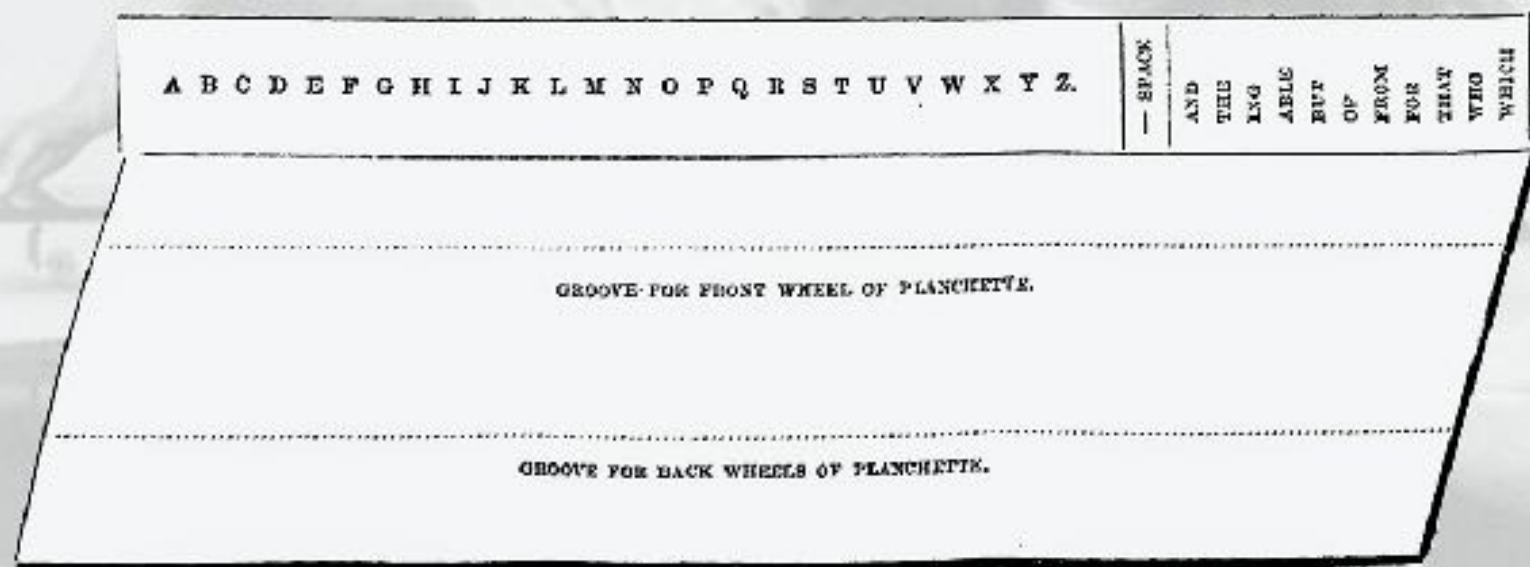 A B C D E F G H I J K L M N O P Q R S T U V W X Y Z.
— SPACE
AND
THE
ING
ABLE
BUT
OF
FROM
FOR
THAT
WHO
WHICH
GROOVE FOR FRONT WHEEL OF PLANCHETTE.
GROOVE FOR BACK WHEELS OF PLANCHETTE.